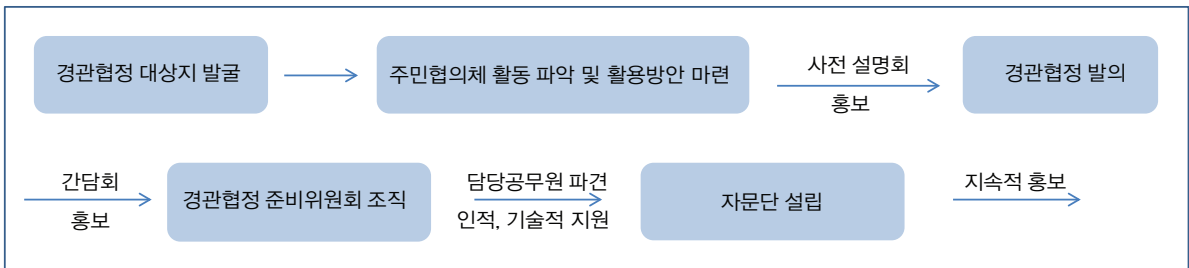 경관협정 대상지 발굴
주민협의체 활동 파악 및 활용방안 마련
사전 설명회
홍보
경관협정 발의
간담회
홍보
경관협정 준비위원회 조직
담당공무원 파견
인적, 기술적 지원
자문단 설립
지속적 홍보